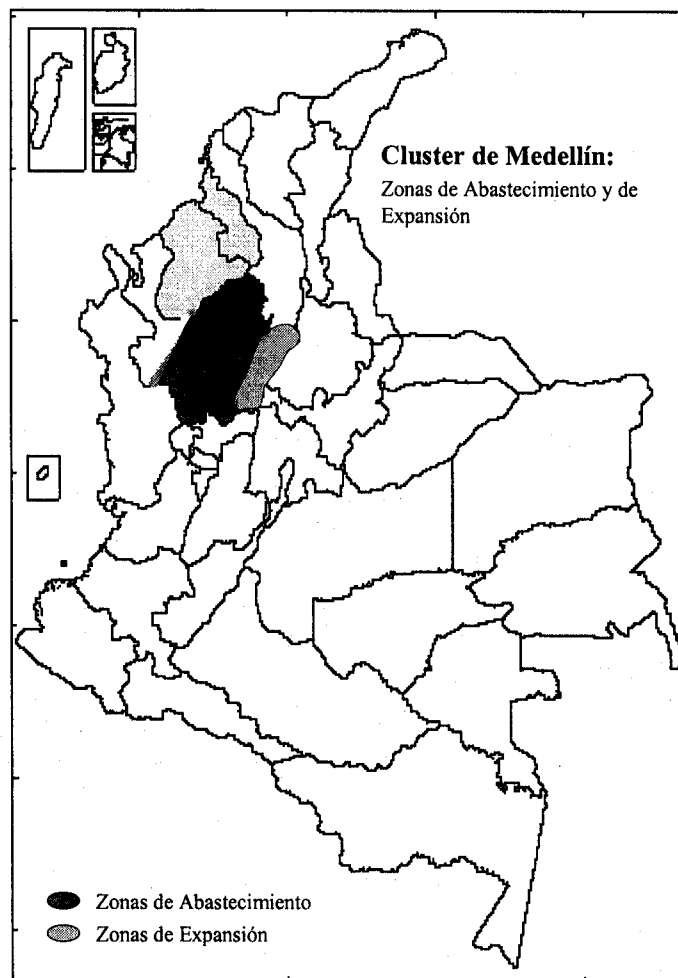 Cluster de Medellín:
Zonas de Abastecimiento y de
Expansión
Zonas de Abastecimiento
Zonas de Expansión